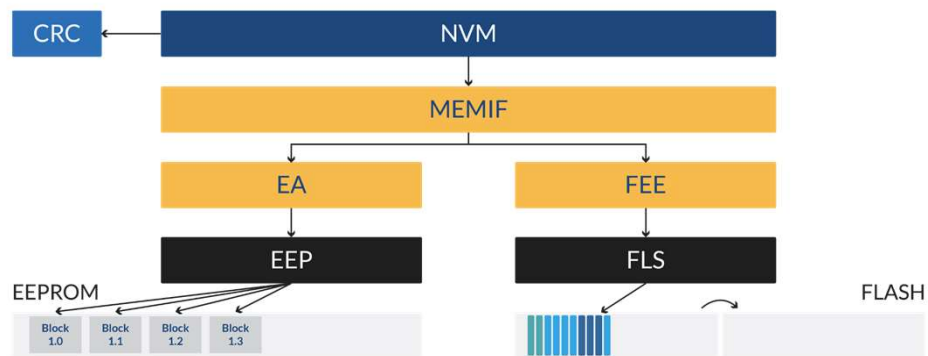 CRC
NVM
MEMIF
EA
FEE
EEP
FLS
EEPROM
FLASH
Block
1.0
Block
1.1
Block
1.2
Block
1.3